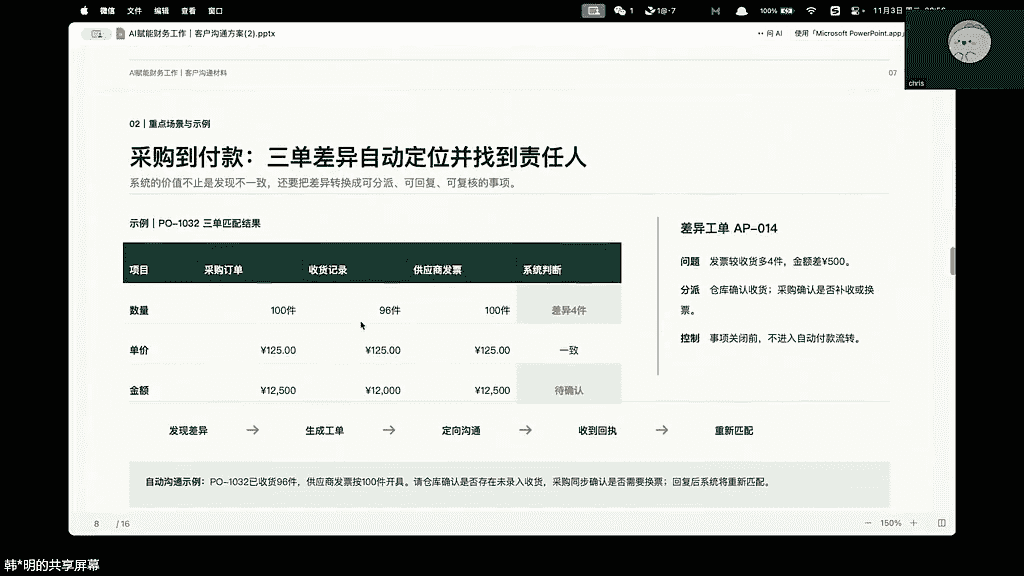 微信 文件 编辑 查看 窗口 1 1@·7 100% 11月3日
AI赋能财务工作｜客户沟通方案(2).pptx 问 AI 使用「Microsoft PowerPoint.app」
chris
AI赋能财务工作｜客户沟通材料 07
02｜重点场景与示例
采购到付款：三单差异自动定位并找到责任人
系统的价值不止是发现不一致，还要把差异转换成可分派、可回复、可复核的事项。
示例｜PO-1032 三单匹配结果
项目 采购订单 收货记录 供应商发票 系统判断
数量 100件 96件 100件 差异4件
单价 ¥125.00 ¥125.00 ¥125.00 一致
金额 ¥12,500 ¥12,000 ¥12,500 待确认
差异工单 AP-014
问题 发票较收货多4件，金额差¥500。
分派 仓库确认收货；采购确认是否补收或换
票。
控制 事项关闭前，不进入自动付款流转。
发现差异 → 生成工单 → 定向沟通 → 收到回执 → 重新匹配
自动沟通示例：PO-1032已收货96件，供应商发票按100件开具。请仓库确认是否存在未录入收货，采购同步确认是否需要换票；回复后系统将重新匹配。
8 / 16 − 150% +
韩*明的共享屏幕